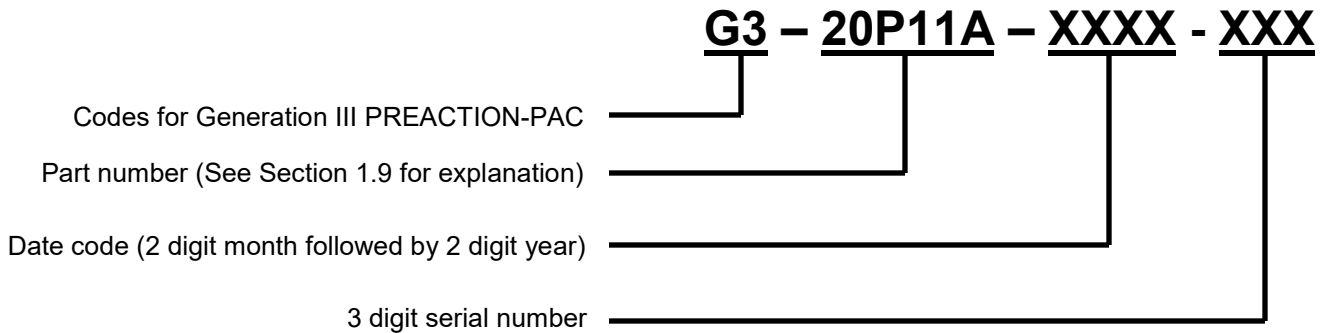 G3 – 20P11A – XXXX - XXX
Codes for Generation III PREACTION-PAC
Part number (See Section 1.9 for explanation)
Date code (2 digit month followed by 2 digit year)
3 digit serial number